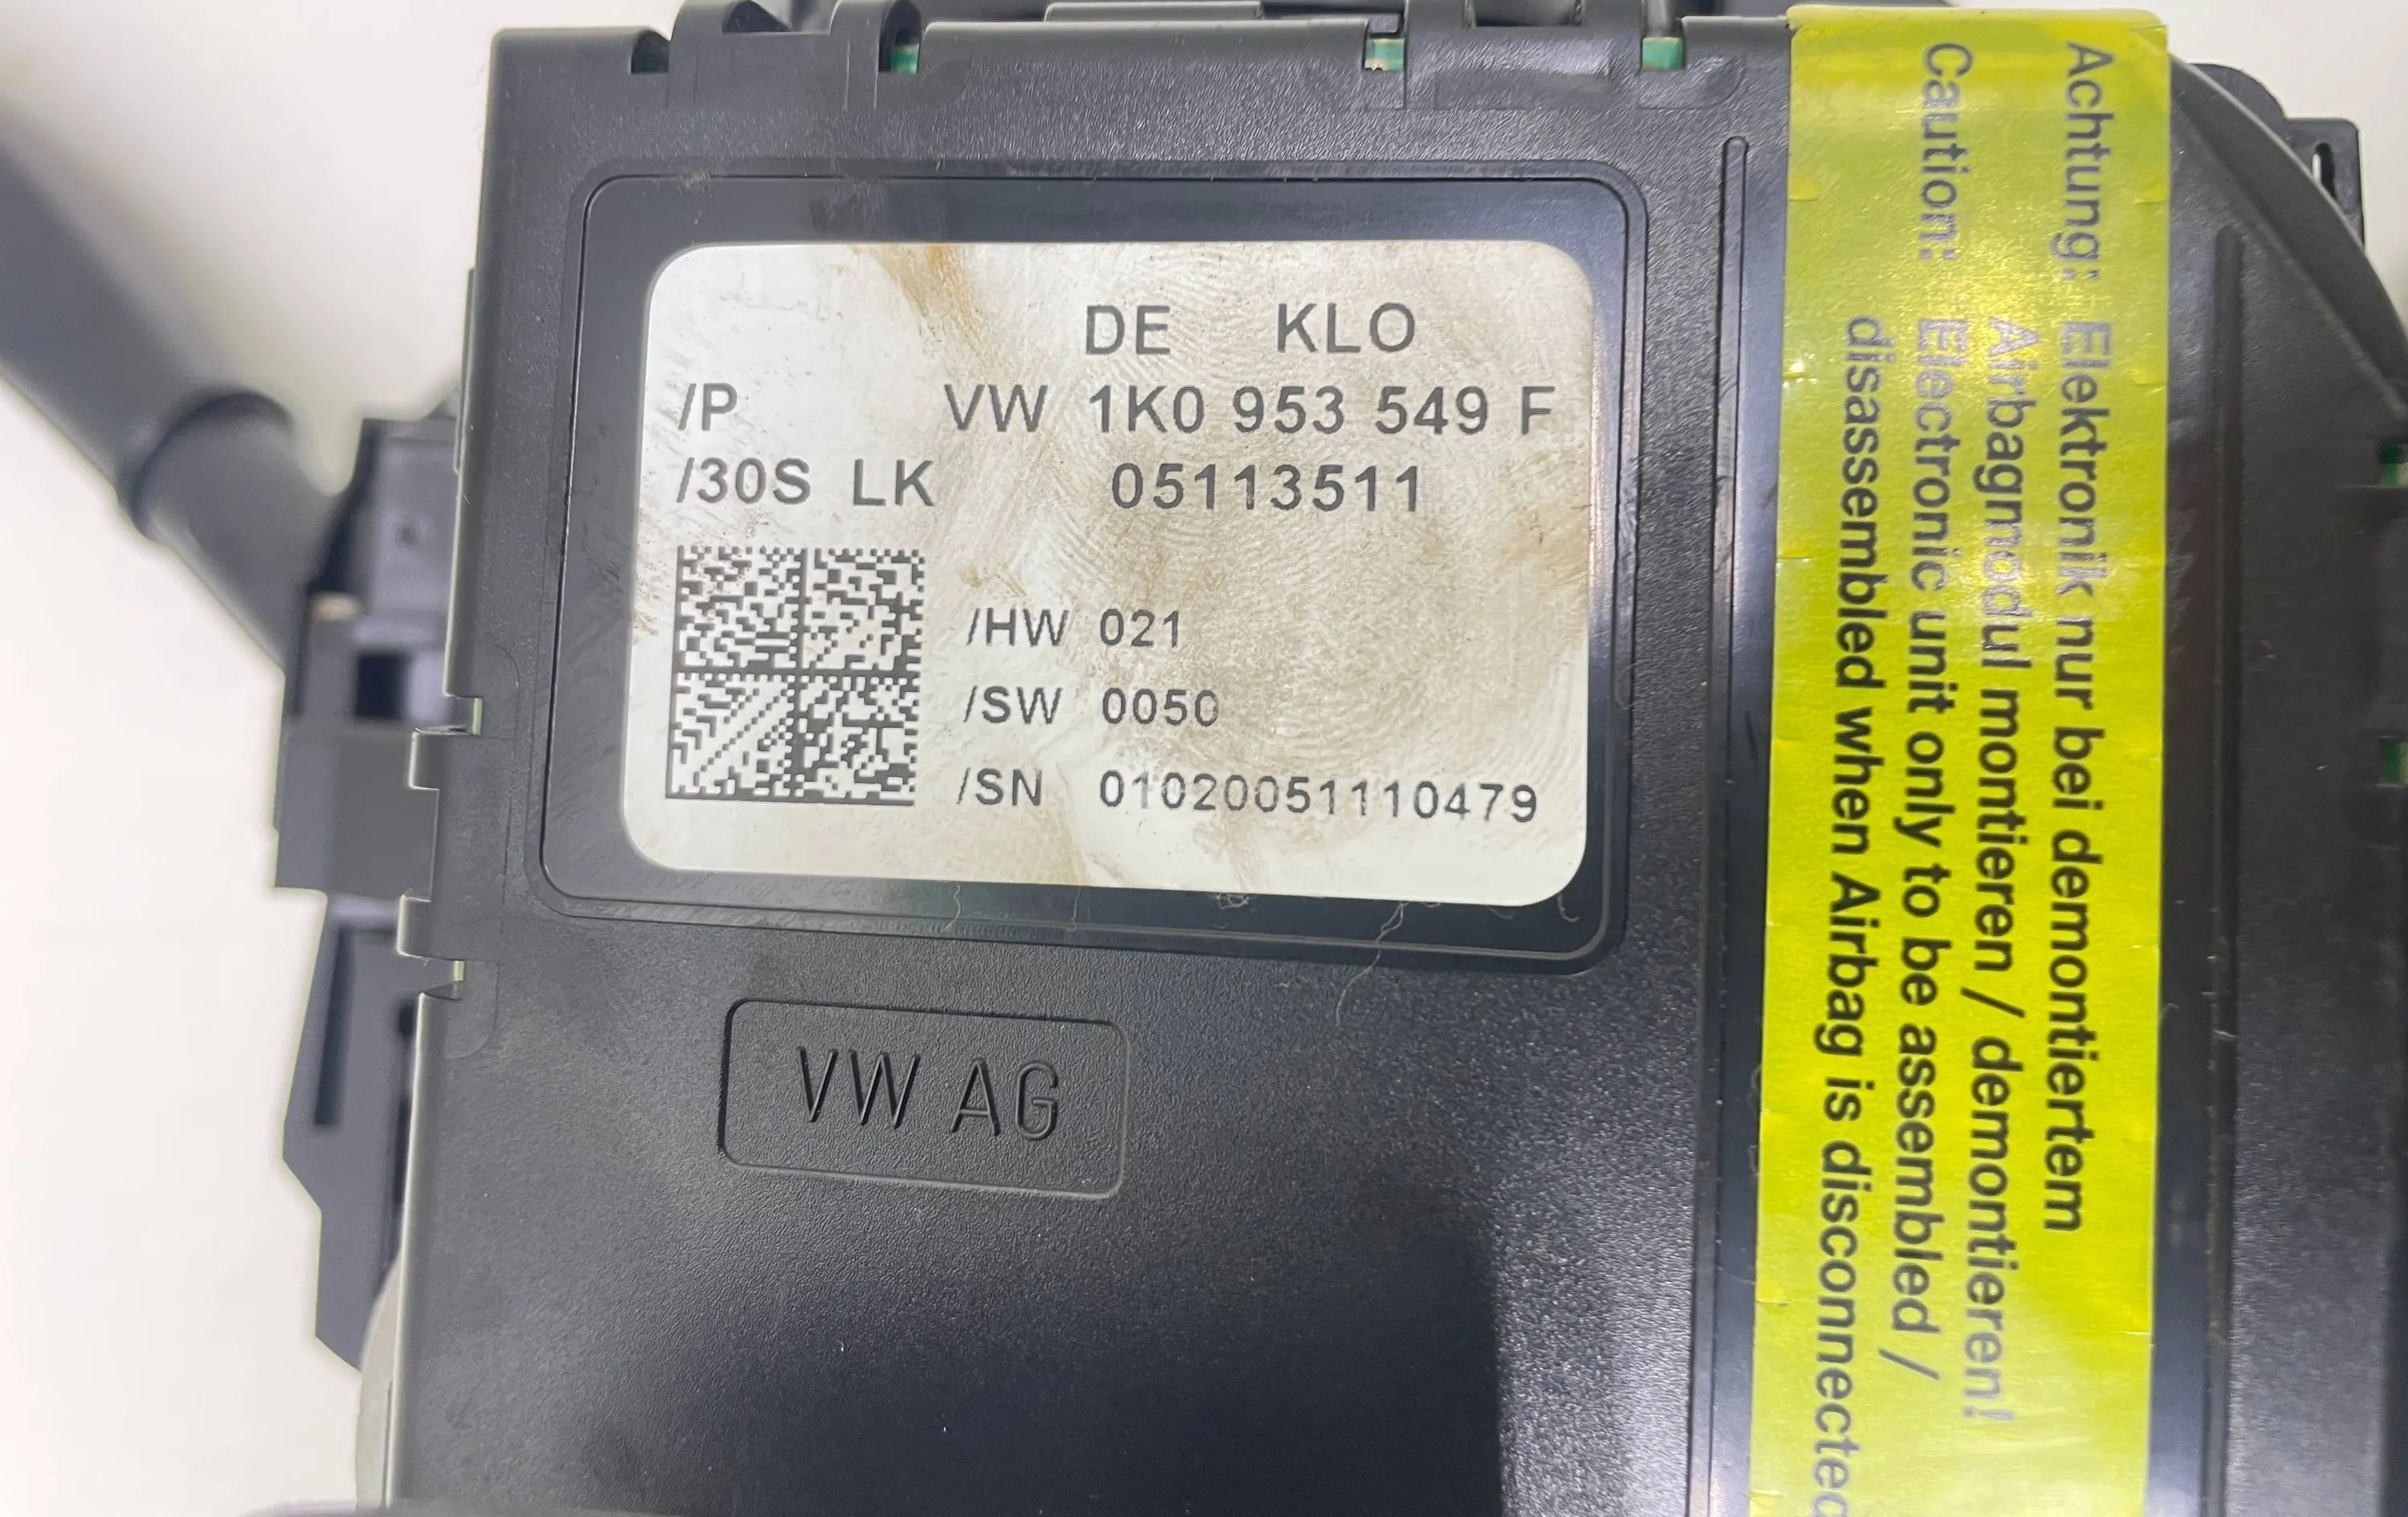 DE KLO
/P VW 1K0 953 549 F
/30S LK 05113511
/HW 021
/SW 0050
/SN 01020051110479
VW AG
Achtung: Elektronik nur bei demontiertem
Airbagmodul montieren / demontieren!
Caution: Electronic unit only to be assembled /
disassembled when Airbag is disconnected